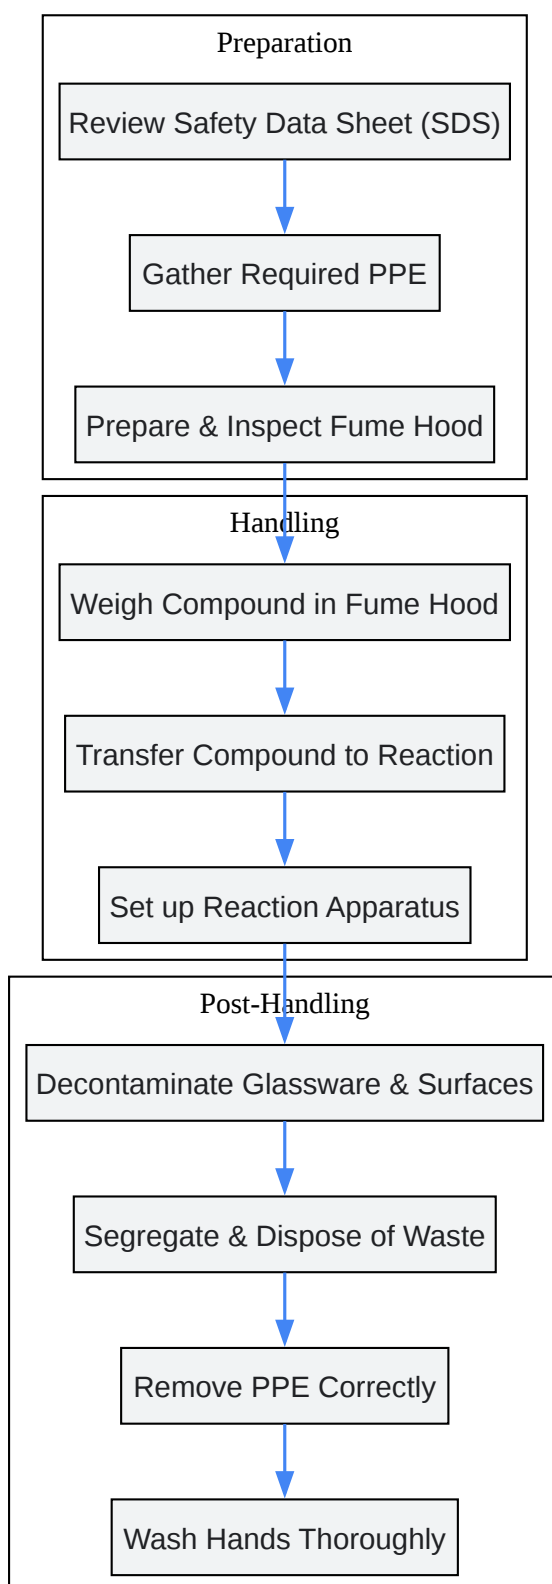 Preparation
Review Safety Data Sheet (SDS)
Gather Required PPE
Prepare & Inspect Fume Hood
Handling
Weigh Compound in Fume Hood
Transfer Compound to Reaction
Set up Reaction Apparatus
Post-Handling
Decontaminate Glassware & Surfaces
Segregate & Dispose of Waste
Remove PPE Correctly
Wash Hands Thoroughly